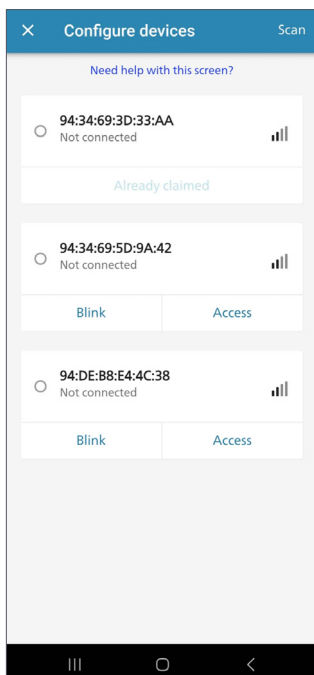 Configure devices
Scan
Need help with this screen?
94:34:69:3D:33:AA
Not connected
Already claimed
94:34:69:5D:9A:42
Not connected
Blink
Access
94:DE:B8:E4:4C:38
Not connected
Blink
Access